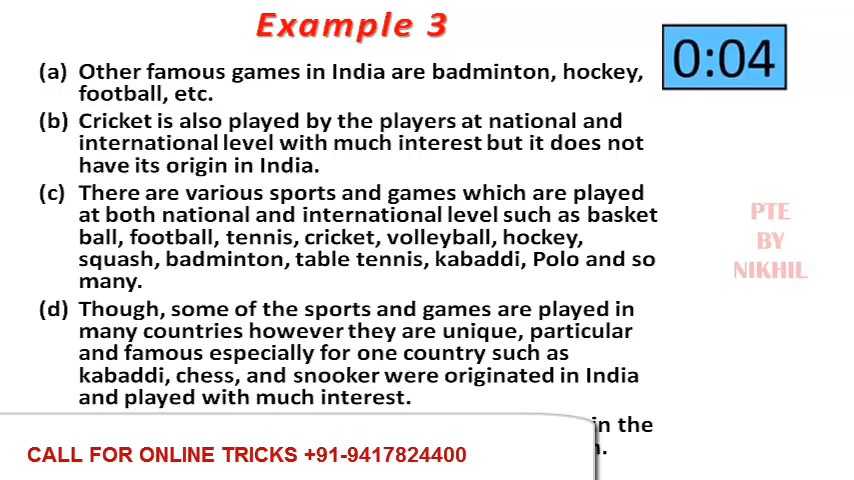 Example 3
0:04
(a) Other famous games in India are badminton, hockey,
football, etc.
(b) Cricket is also played by the players at national and
international level with much interest but it does not
have its origin in India.
(c) There are various sports and games which are played
at both national and international level such as basket
ball, football, tennis, cricket, volleyball, hockey,
squash, badminton, table tennis, kabaddi, Polo and so
many.
(d) Though, some of the sports and games are played in
many countries however they are unique, particular
and famous especially for one country such as
kabaddi, chess, and snooker were originated in India
and played with much interest.
in the
PTE
BY
NIKHIL
CALL FOR ONLINE TRICKS +91-9417824400